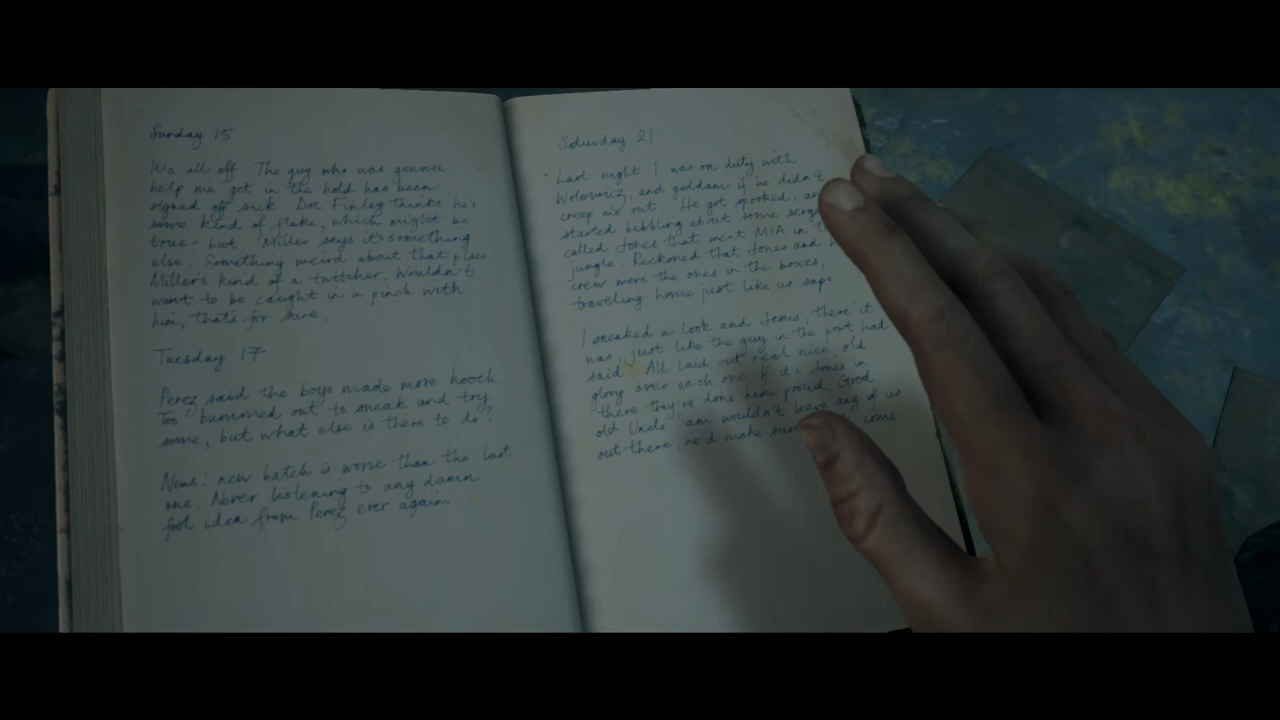 Sunday 15
It's all off. The guy who was gonna
help me get in the hold has been
signed off sick. Doc Finley thinks he's
some kind of flake, which might be
true - but Miller says it's something
else. Something weird about that place
Miller's kind of a twitcher. Wouldn't
want to be caught in a pinch with
him, that's for sure.
Tuesday 17
Perez said the boys made more hooch
Too bummed out to sneak and try
some, but what else is there to do?
News: new batch is worse than the last
one. Never listening to any damn
fool idea from Perez ever again.
Saturday 21
Last night I was on duty with
Wolowicz, and goddam if he didn't
creep me out. He got spooked, an
started babbling about some
called Jones that went MIA in
jungle. Reckoned that Jones and
crew were the ones in the boxes,
traveling home just like us saps
I sneaked a look and Jesus, there it
was, just like the guy in the port had
said. All laid out real nice, old
glory over each one. If it's Jones in
there they've done him proud. Good
old Uncle Sam wouldn't leave any of us
out there, he'd make come